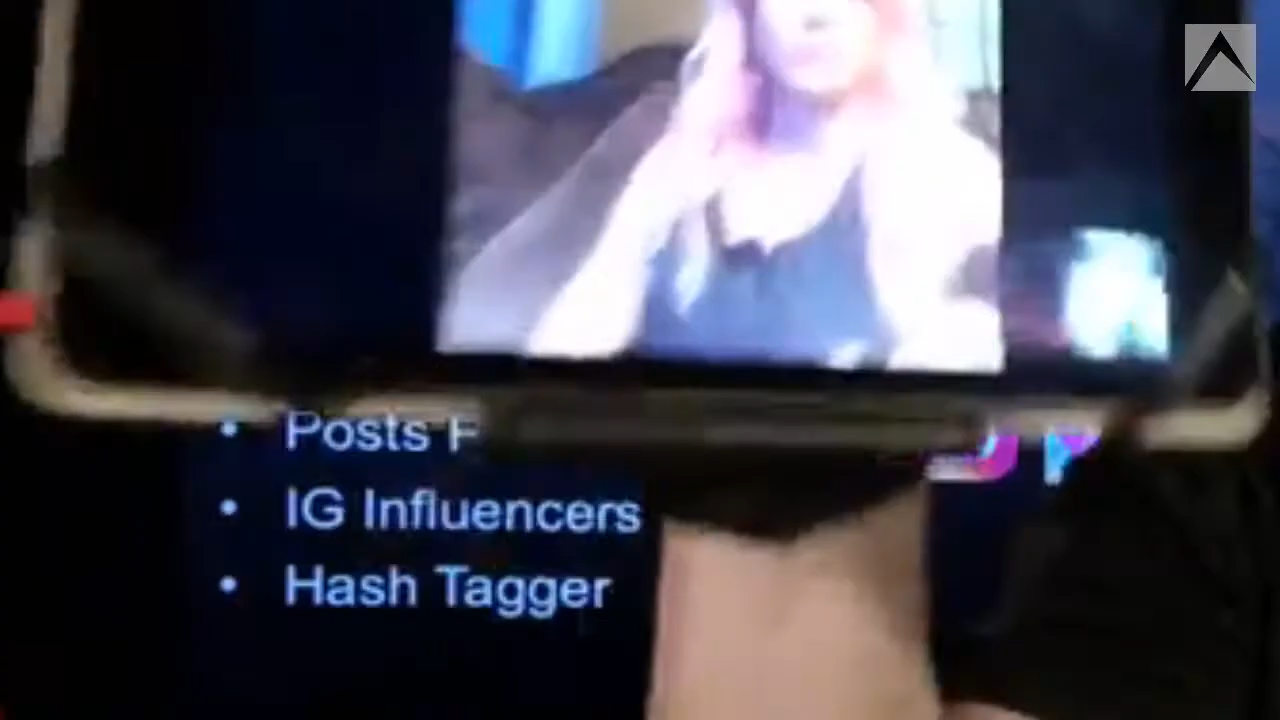 • Posts F
• IG Influencers
• Hash Tagger